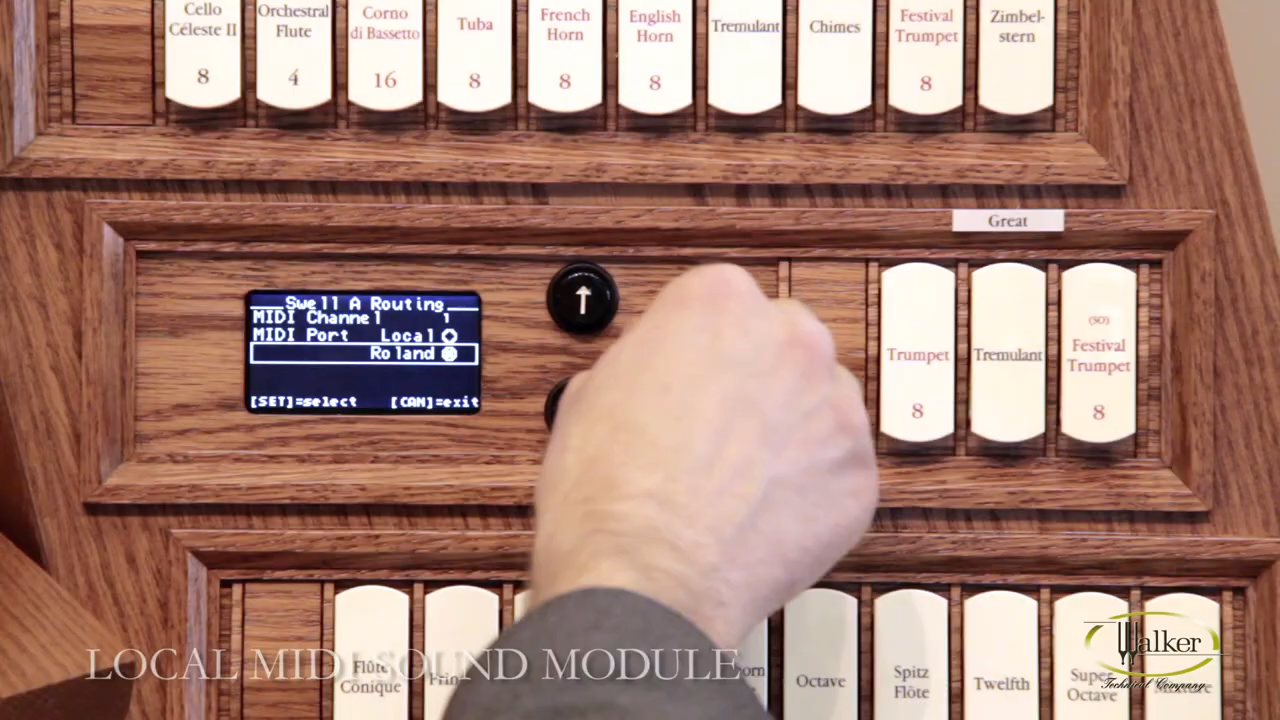 Cello
Céleste II
8
Orchestral
Flute
4
Corno
di Bassetto
16
Tuba
8
French
Horn
8
English
Horn
8
Tremulant
Chimes
Festival
Trumpet
8
Zimbel-
stern
Great
Swell A Routing
MIDI Channel 1
MIDI Port Local
Roland
[SET]=select [CAN]=exit
↑
Trumpet
8
Tremulant
(SO)
Festival
Trumpet
8
Flûte
Conique
Octave
Spitz
Flöte
Twelfth
Super
Octave
LOCAL MIDI SOUND MODULE
Walker
Technical Company